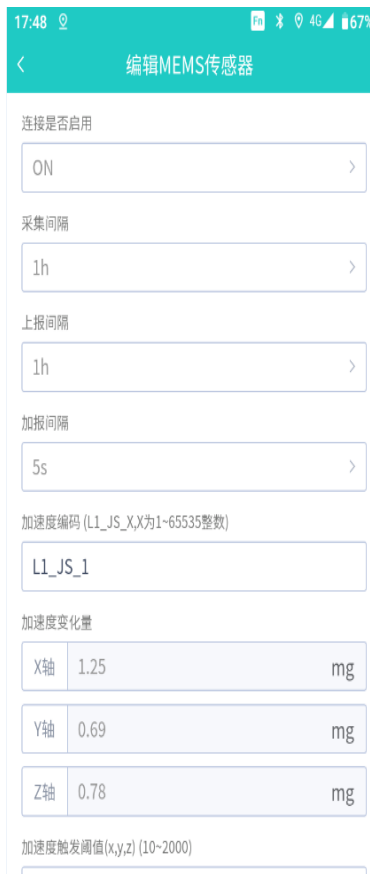 17:48 Fn 4G 67%
编辑MEMS传感器
连接是否启用
ON
采集间隔
1h
上报间隔
1h
加报间隔
5s
加速度编码 (L1_JS_X,X为1~65535整数)
L1_JS_1
加速度变化量
X轴 1.25 mg
Y轴 0.69 mg
Z轴 0.78 mg
加速度触发阈值(x,y,z) (10~2000)